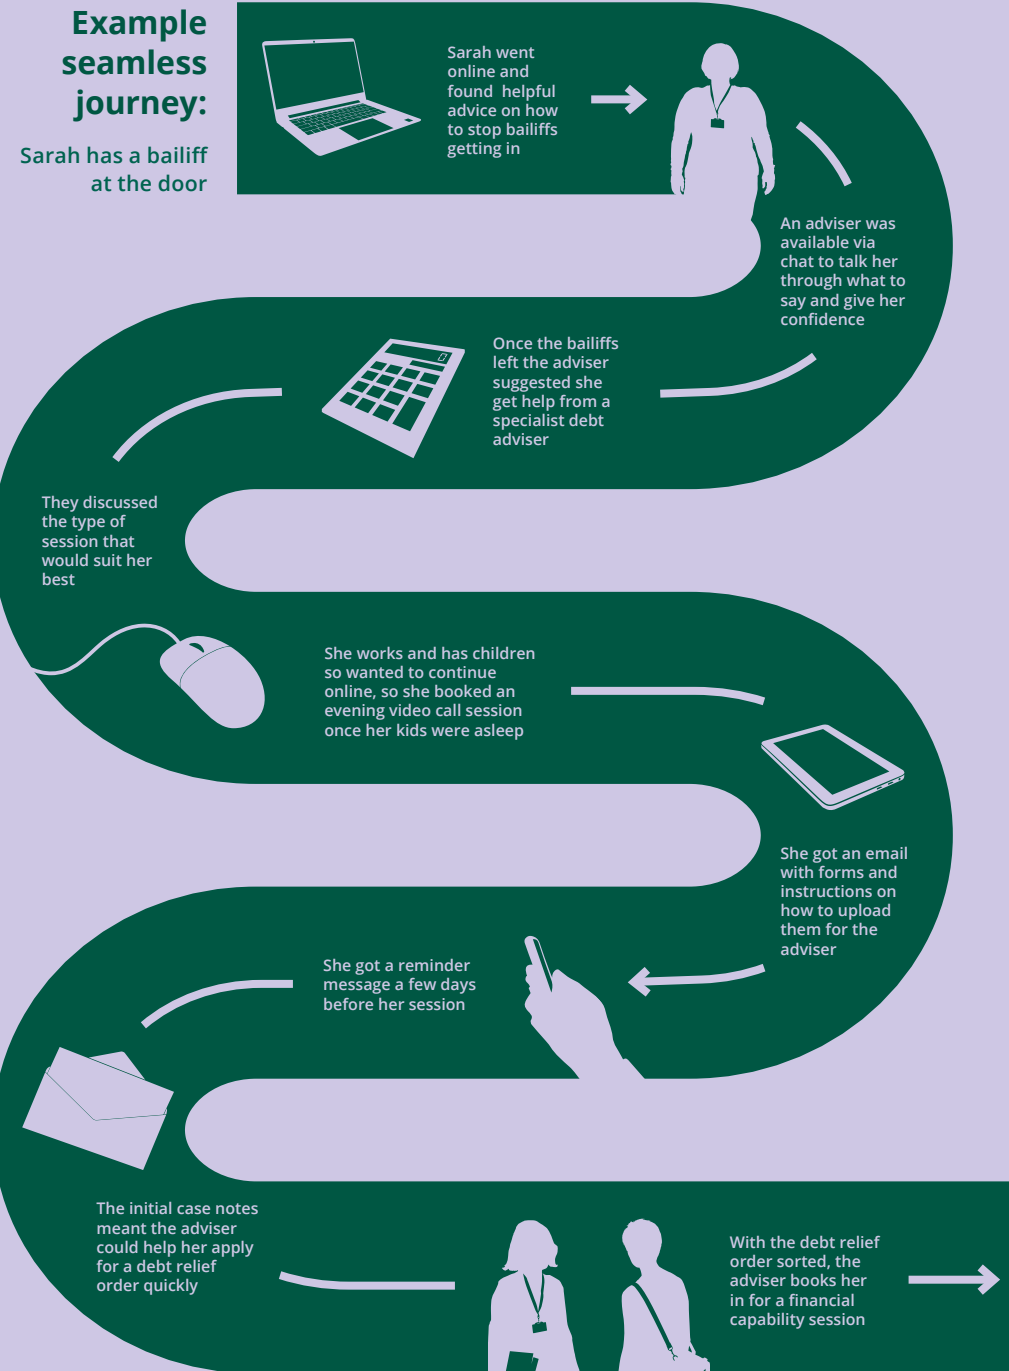 Example
seamless
journey:
Sarah has a bailiff
at the door
Sarah went
online and
found helpful
advice on how
to stop bailiffs
getting in
An adviser was
available via
chat to talk her
through what to
say and give her
confidence
Once the bailiffs
left the adviser
suggested she
get help from a
specialist debt
adviser
They discussed
the type of
session that
would suit her
best
She works and has children
so wanted to continue
online, so she booked an
evening video call session
once her kids were asleep
She got an email
with forms and
instructions on
how to upload
them for the
adviser
She got a reminder
message a few days
before her session
The initial case notes
meant the adviser
could help her apply
for a debt relief
order quickly
With the debt relief
order sorted, the
adviser books her
in for a financial
capability session